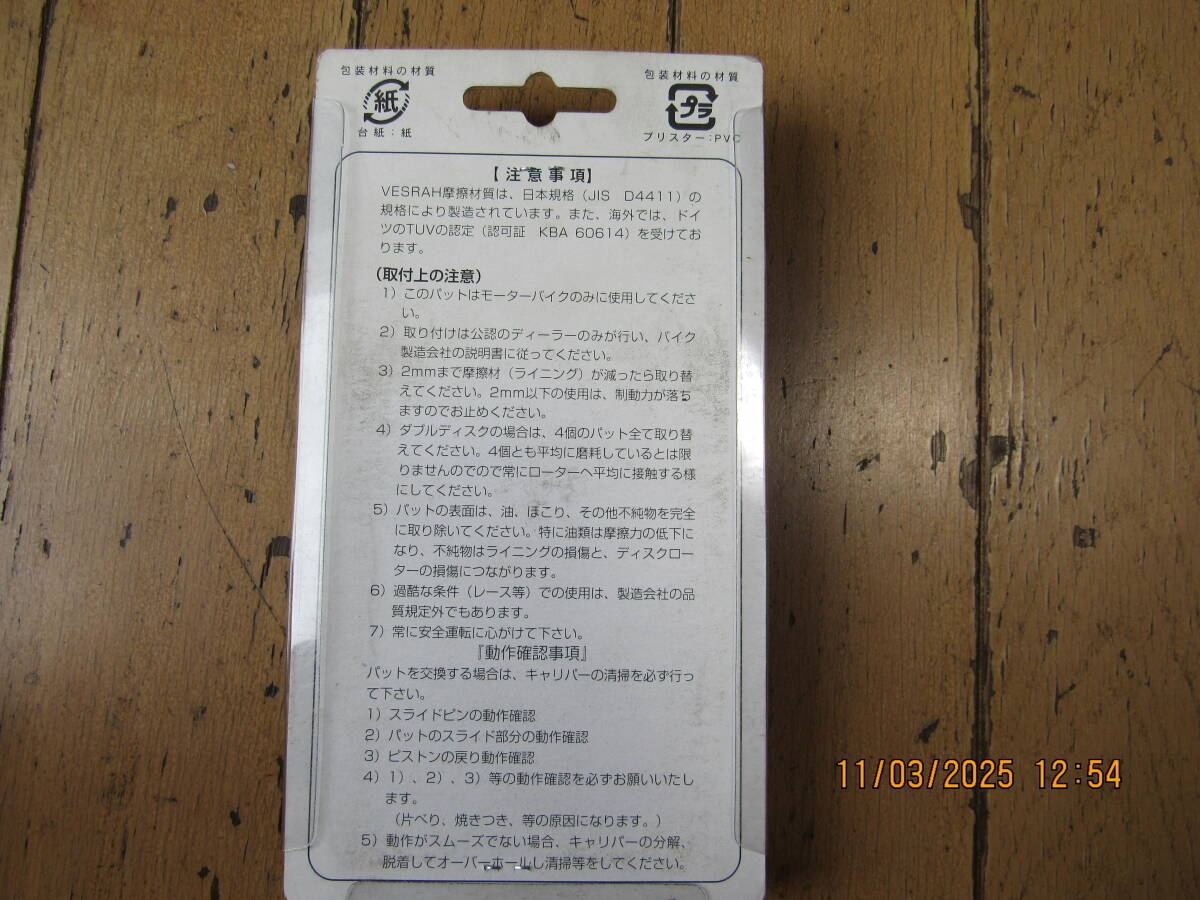 包装材料の材質
紙
台紙：紙
包装材料の材質
プラ
ブリスター：PVC
【注意事項】
VESRAH摩擦材質は、日本規格（JIS　D4411）の
規格により製造されています。また、海外では、ドイ
ツのTUVの認定（認可証　KBA 60614）を受けてお
ります。
（取付上の注意）
1）このパットはモーターバイクのみに使用してくださ
い。
2）取り付けは公認のディーラーのみが行い、バイク
製造会社の説明書に従ってください。
3）2mmまで摩擦材（ライニング）が減ったら取り替
えてください。2mm以下の使用は、制動力が落ち
ますのでお止めください。
4）ダブルディスクの場合は、4個のパット全て取り替
えてください。4個とも平均に磨耗しているとは限
りませんのでので常にローターへ平均に接触する様
にしてください。
5）パットの表面は、油、ほこり、その他不純物を完全
に取り除いてください。特に油類は摩擦力の低下に
なり、不純物はライニングの損傷と、ディスクロー
ターの損傷につながります。
6）過酷な条件（レース等）での使用は、製造会社の品
質規定外でもあります。
7）常に安全運転に心がけて下さい。
『動作確認事項』
パットを交換する場合は、キャリパーの清掃を必ず行っ
て下さい。
1）スライドピンの動作確認
2）パットのスライド部分の動作確認
3）ピストンの戻り動作確認
4）1）、2）、3）等の動作確認を必ずお願いいたし
ます。
（片べり、焼きつき、等の原因になります。）
5）動作がスムーズでない場合、キャリパーの分解、
脱着してオーバーホールし清掃等をしてください。
11/03/2025 12:54